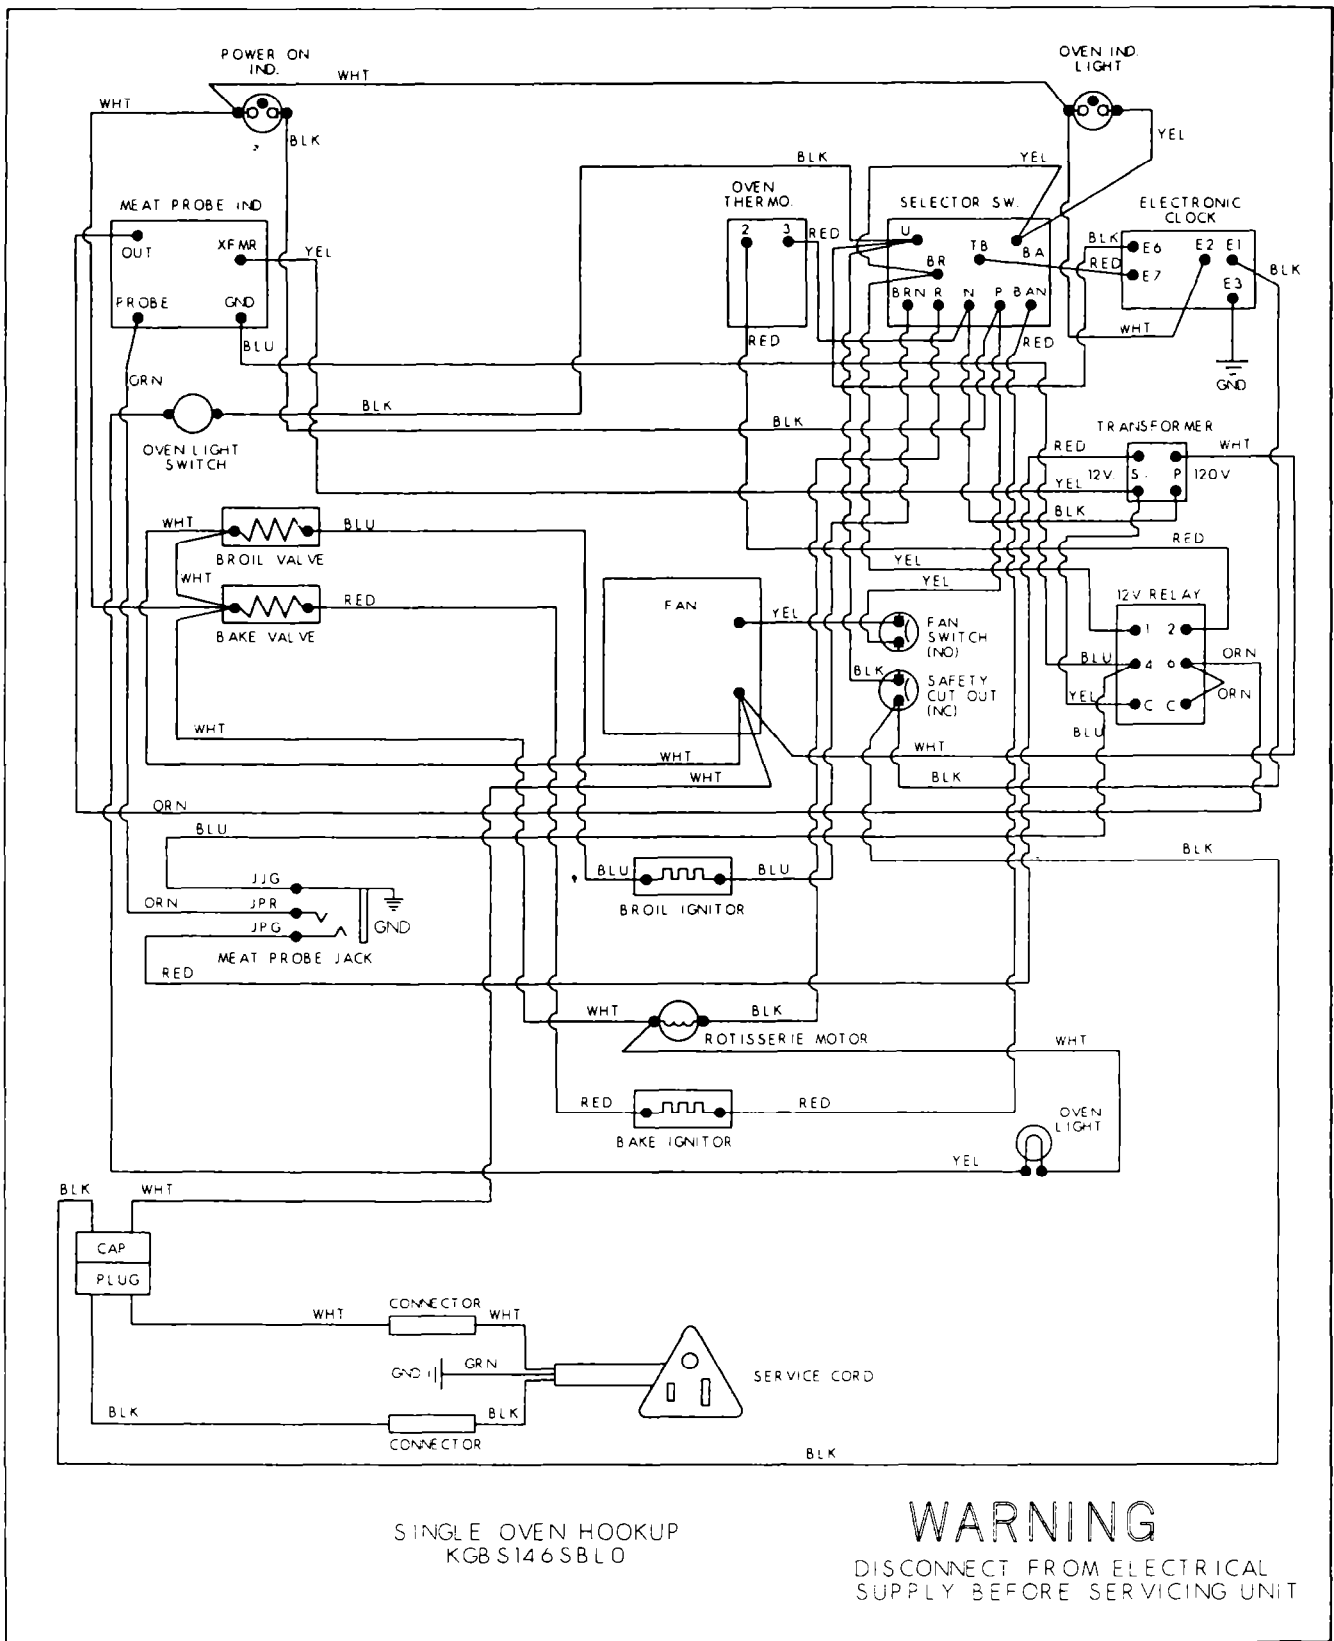 POWER ON
IND.
WHT
OVEN IND.
LIGHT
WHT
BLK
YEL
BLK
YEL
MEAT PROBE IND
OVEN
THERMO.
SELECTOR SW.
ELECTRONIC
CLOCK
OUT
XFMR
YEL
2
3
RED
U
TB
BA
BLK
E6
E2
E1
BLK
BR
RED
E7
PROBE
GND
BRN
R
N
P
BAN
E3
BLU
RED
RED
WHT
GRN
GND
BLK
BLK
OVEN LIGHT
SWITCH
TRANSFORMER
RED
WHT
12V.
S
P
120V
YEL
BLK
WHT
BLU
RED
BROIL VALVE
YEL
WHT
YEL
12V RELAY
RED
FAN
YEL
FAN
SWITCH
(NO)
1
2
BAKE VALVE
BLU
4
6
ORN
BLK
SAFETY
CUT OUT
(NC)
YEL
C
C
ORN
BLU
WHT
WHT
WHT
WHT
BLK
ORN
BLU
BLK
JJG
BLU
BLU
ORN
JPR
BROIL IGNITOR
JPG
GND
MEAT PROBE JACK
RED
WHT
BLK
ROTISSERIE MOTOR
WHT
RED
RED
OVEN
LIGHT
BAKE IGNITOR
YEL
BLK
WHT
CAP
PLUG
CONNECTOR
WHT
WHT
GND
GRN
SERVICE CORD
BLK
BLK
CONNECTOR
BLK
SINGLE OVEN HOOKUP
KGBS146SBL0
WARNING
DISCONNECT FROM ELECTRICAL
SUPPLY BEFORE SERVICING UNIT